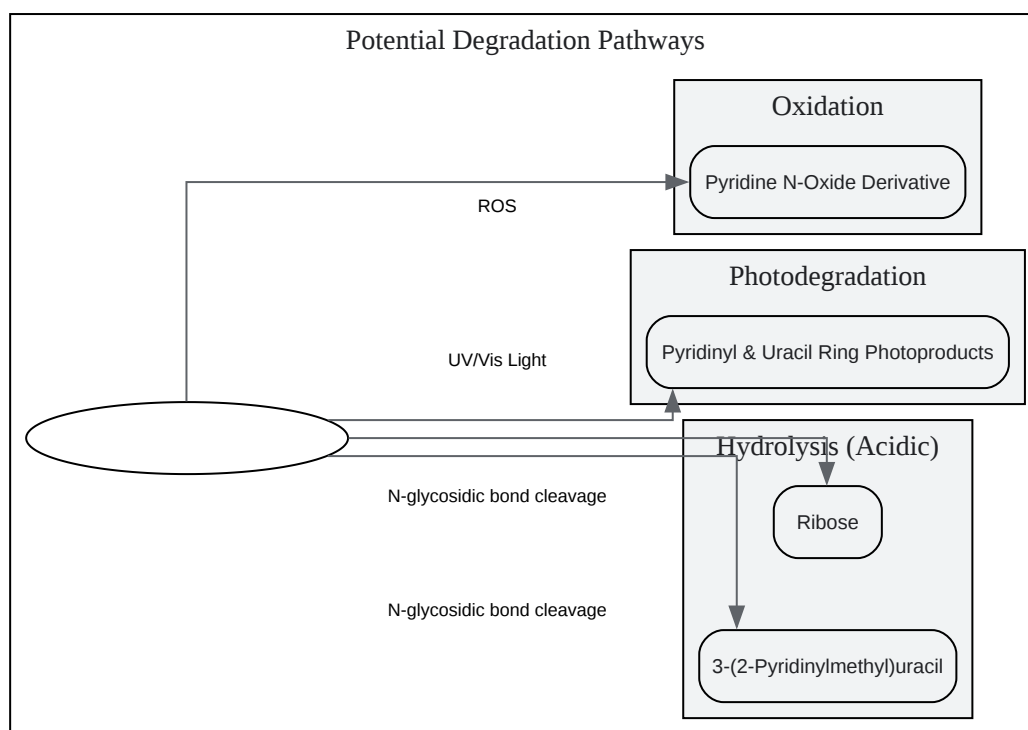 Potential Degradation Pathways
Oxidation
Pyridine N-Oxide Derivative
ROS
Photodegradation
Pyridinyl & Uracil Ring Photoproducts
UV/Vis Light
Hydrolysis (Acidic)
N-glycosidic bond cleavage
Ribose
N-glycosidic bond cleavage
3-(2-Pyridinylmethyl)uracil